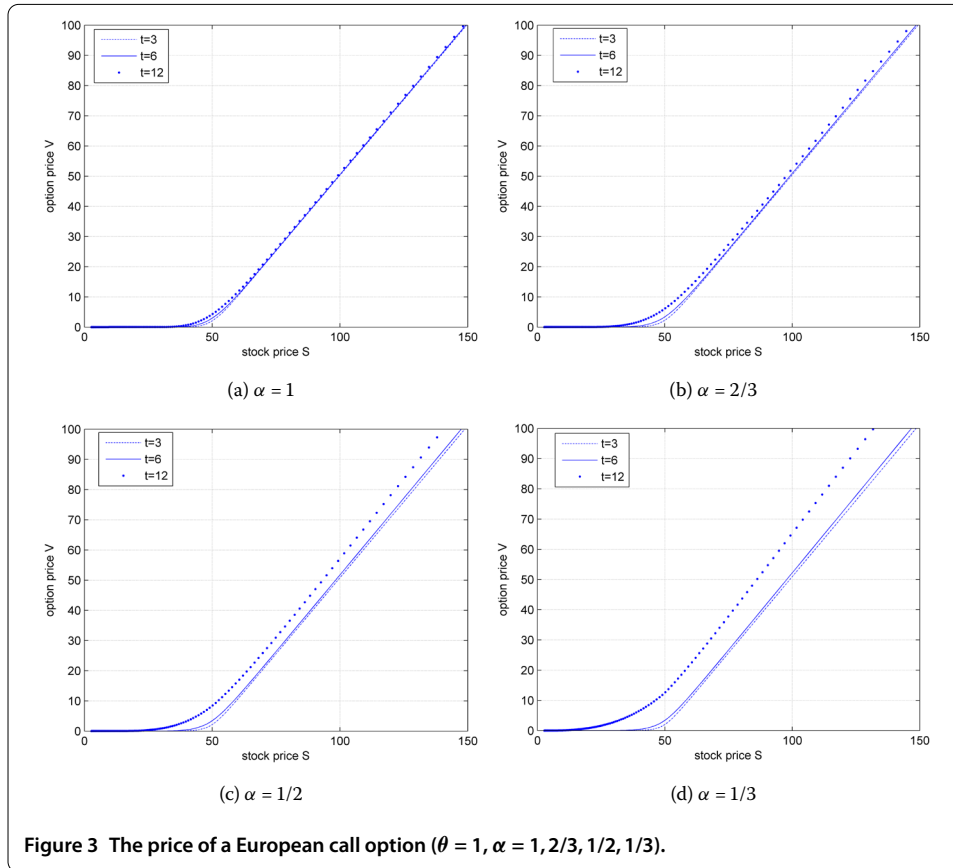 100
90
80
70
60
50
40
30
20
10
0
option price V
t=3
t=6
t=12
0 50 100 150
stock price S
(a) α = 1
100
90
80
70
60
50
40
30
20
10
0
option price V
t=3
t=6
t=12
0 50 100 150
stock price S
(b) α = 2/3
100
90
80
70
60
50
40
30
20
10
0
option price V
t=3
t=6
t=12
0 50 100 150
stock price S
(c) α = 1/2
100
90
80
70
60
50
40
30
20
10
0
option price V
t=3
t=6
t=12
0 50 100 150
stock price S
(d) α = 1/3
Figure 3 The price of a European call option (θ = 1, α = 1, 2/3, 1/2, 1/3).